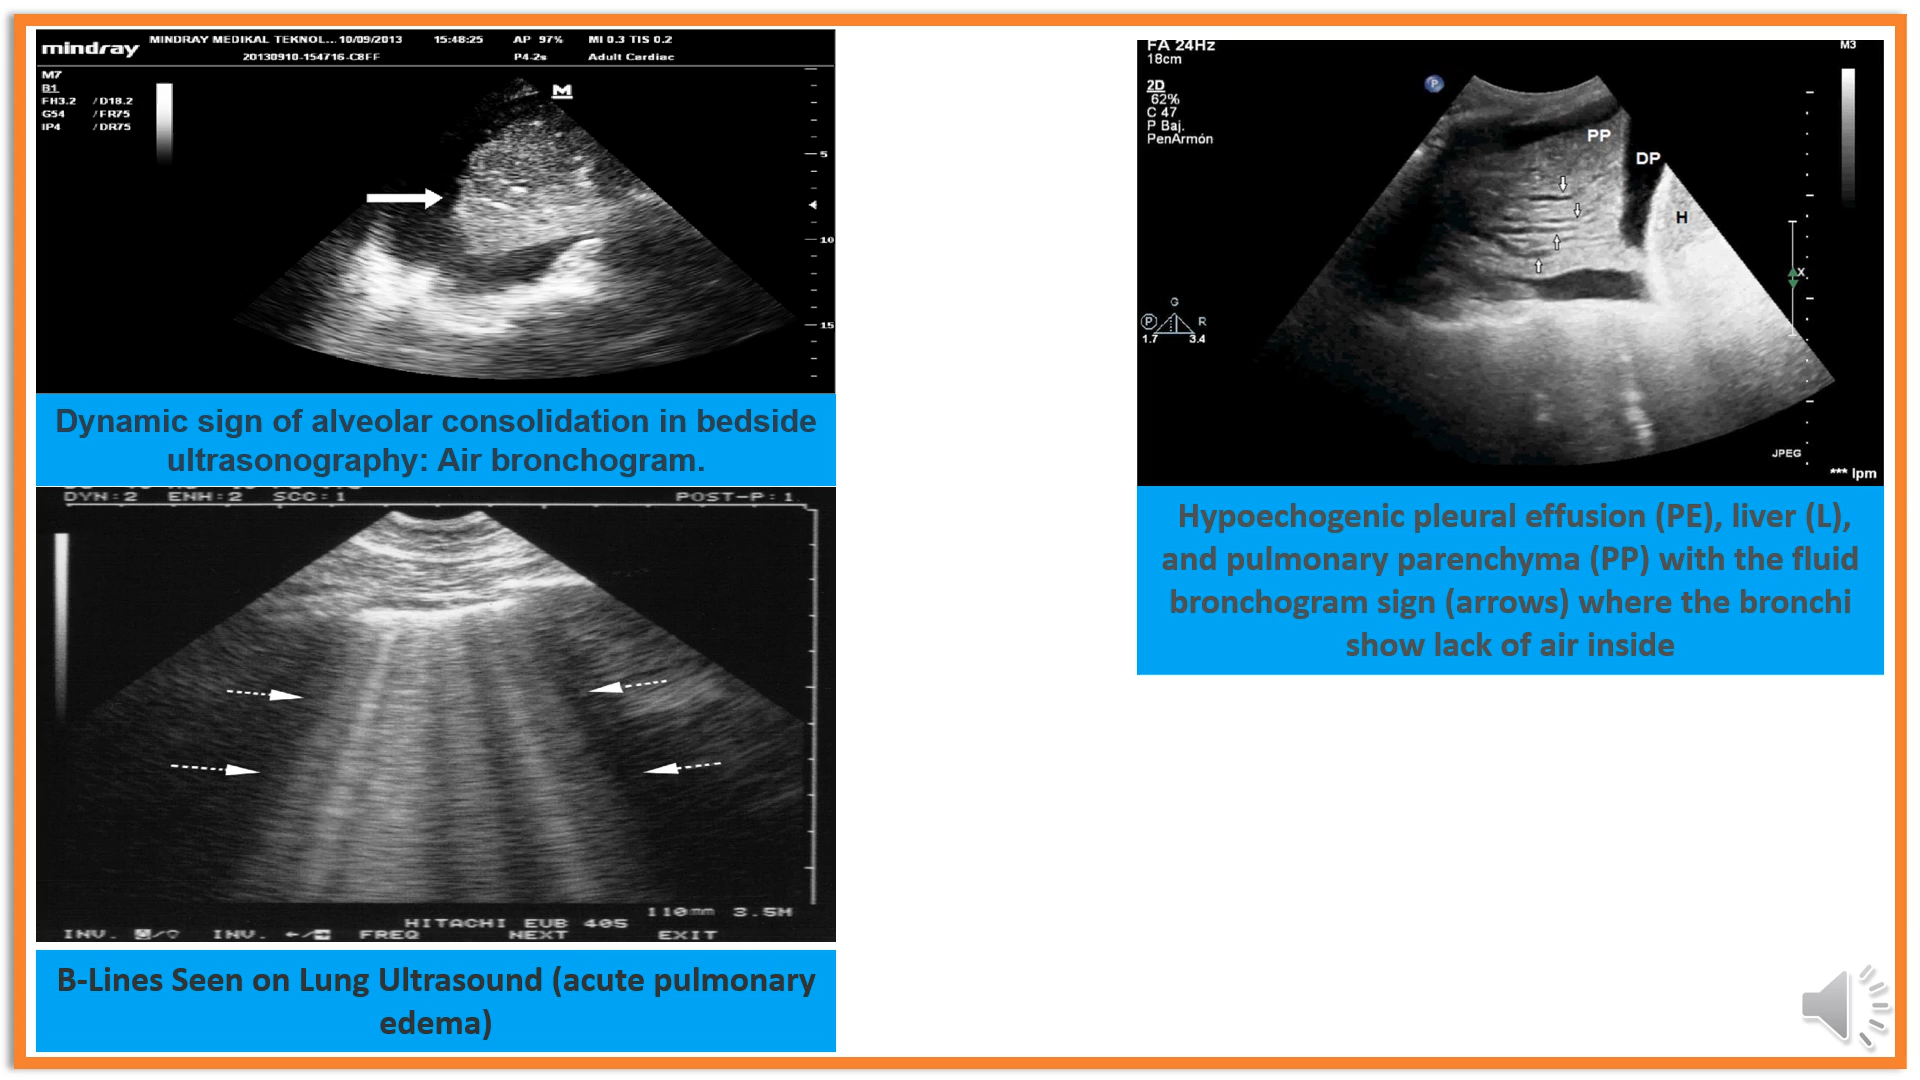 mindray
MINDRAY MEDIKAL TEKNOL... 10/09/2013 15:48:25 AP 97% MI 0.3 TIS 0.2
20130910-154716-C8FF P4-2s Adult Cardiac
M7
B1
FH3.2 /D18.2
G54 /FR75
IP4 /DR75
M
5
10
15
Dynamic sign of alveolar consolidation in bedside
ultrasonography: Air bronchogram.
DYN:2 ENH:2 SCC:1 POST-P:1
110mm 3.5M
HITACHI EUB 405
INV. INV. FREQ NEXT EXIT
B-Lines Seen on Lung Ultrasound (acute pulmonary
edema)
FA 24Hz
18cm
M3
2D
62%
C 47
P Baj.
PenArmón
P
PP
DP
H
X
G
P R
1.7 3.4
JPEG
*** lpm
Hypoechogenic pleural effusion (PE), liver (L),
and pulmonary parenchyma (PP) with the fluid
bronchogram sign (arrows) where the bronchi
show lack of air inside